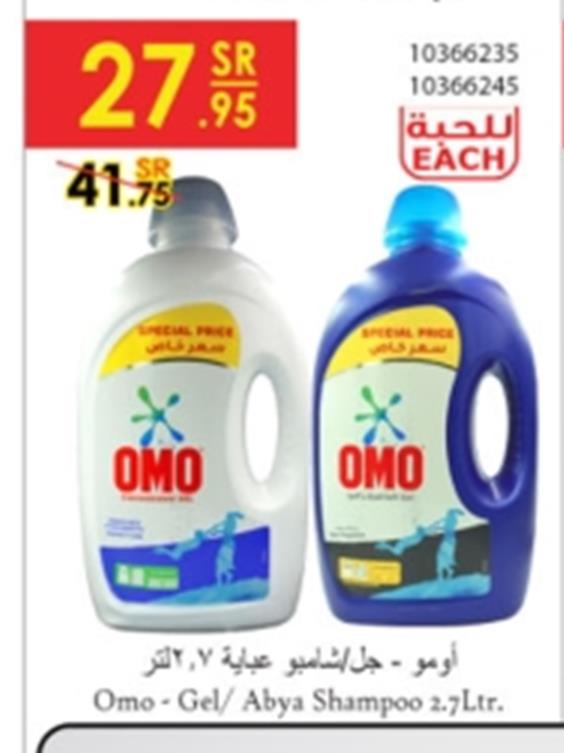 27.95 SR
10366235
10366245
للحبة
EACH
41.75 SR
SPECIAL PRICE
سعر خاص
OMO
SPECIAL PRICE
سعر خاص
OMO
أومو - جل/شامبو عباية ٢,٧لتر
Omo - Gel/ Abya Shampoo 2.7Ltr.